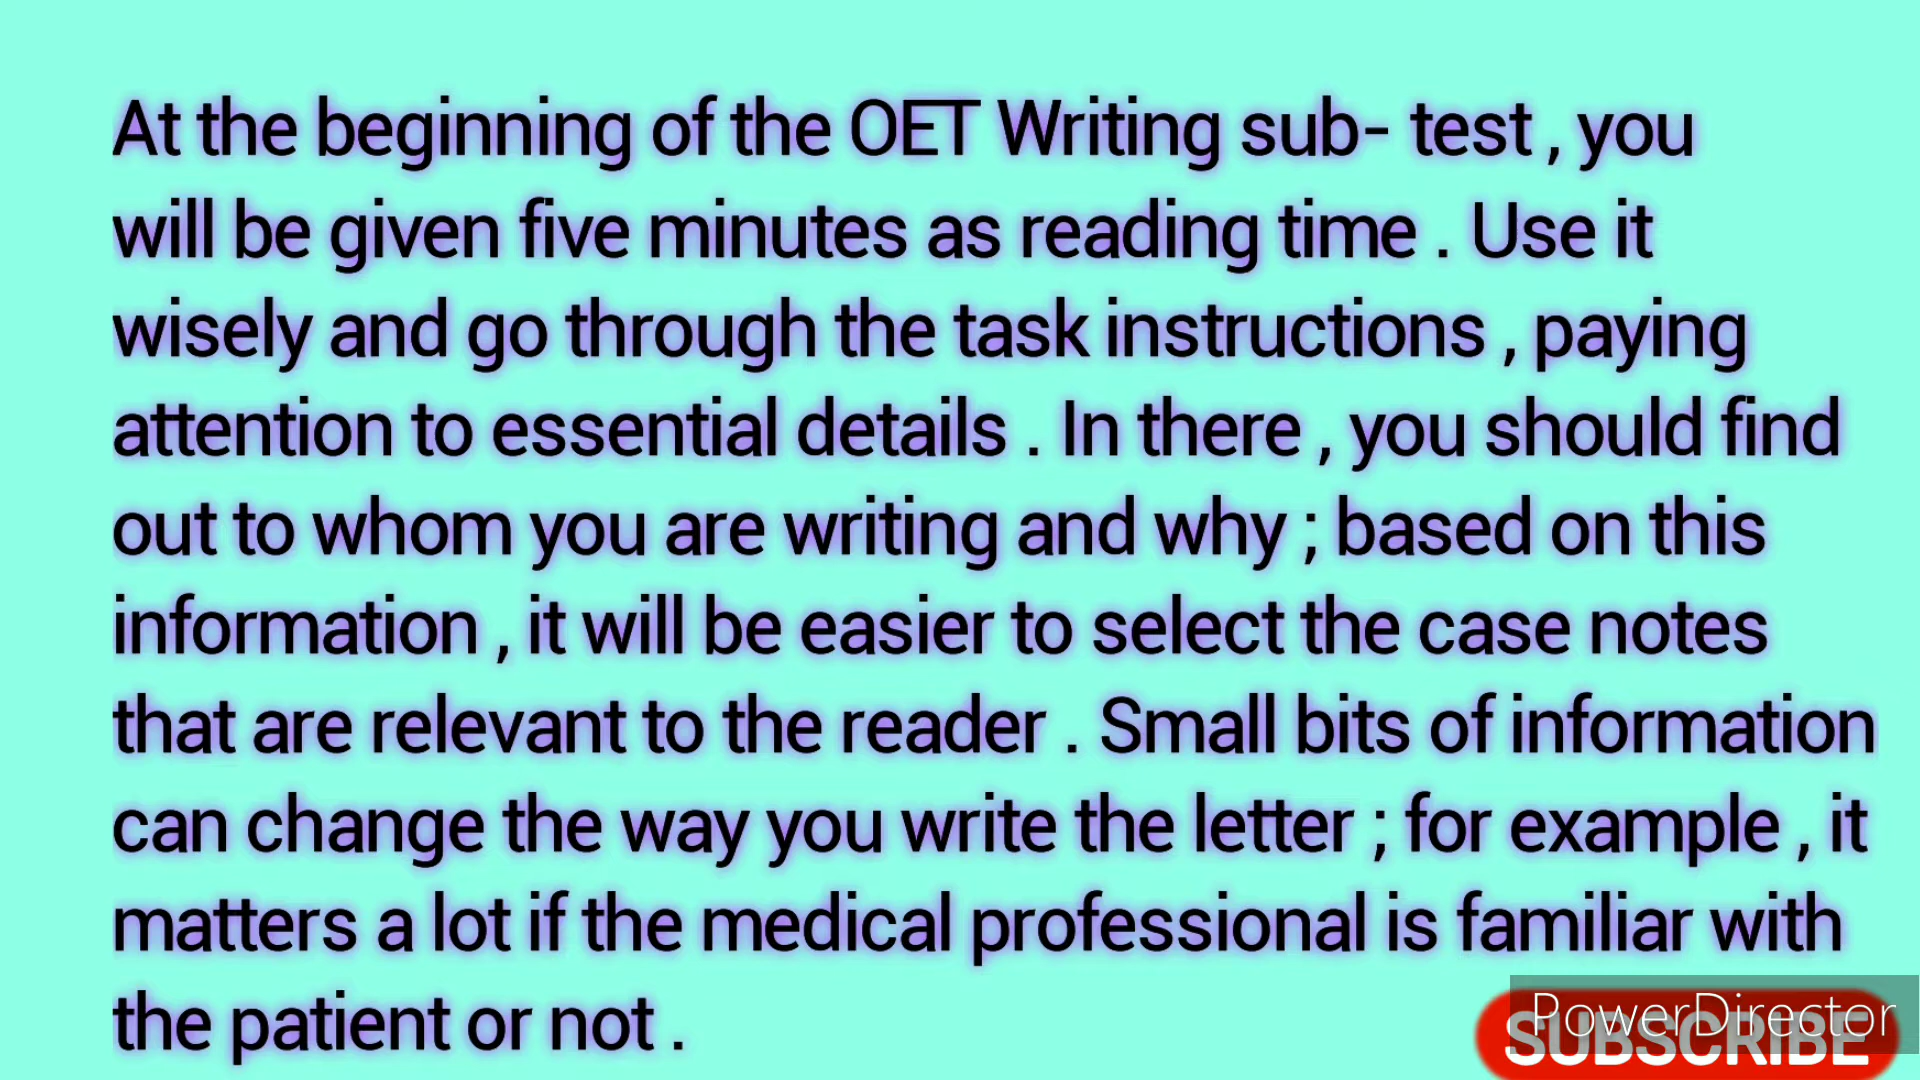 At the beginning of the OET Writing sub- test , you
will be given five minutes as reading time . Use it
wisely and go through the task instructions , paying
attention to essential details . In there , you should find
out to whom you are writing and why ; based on this
information , it will be easier to select the case notes
that are relevant to the reader . Small bits of information
can change the way you write the letter ; for example , it
matters a lot if the medical professional is familiar with
the patient or not .
PowerDirector
SUBSCRIBE